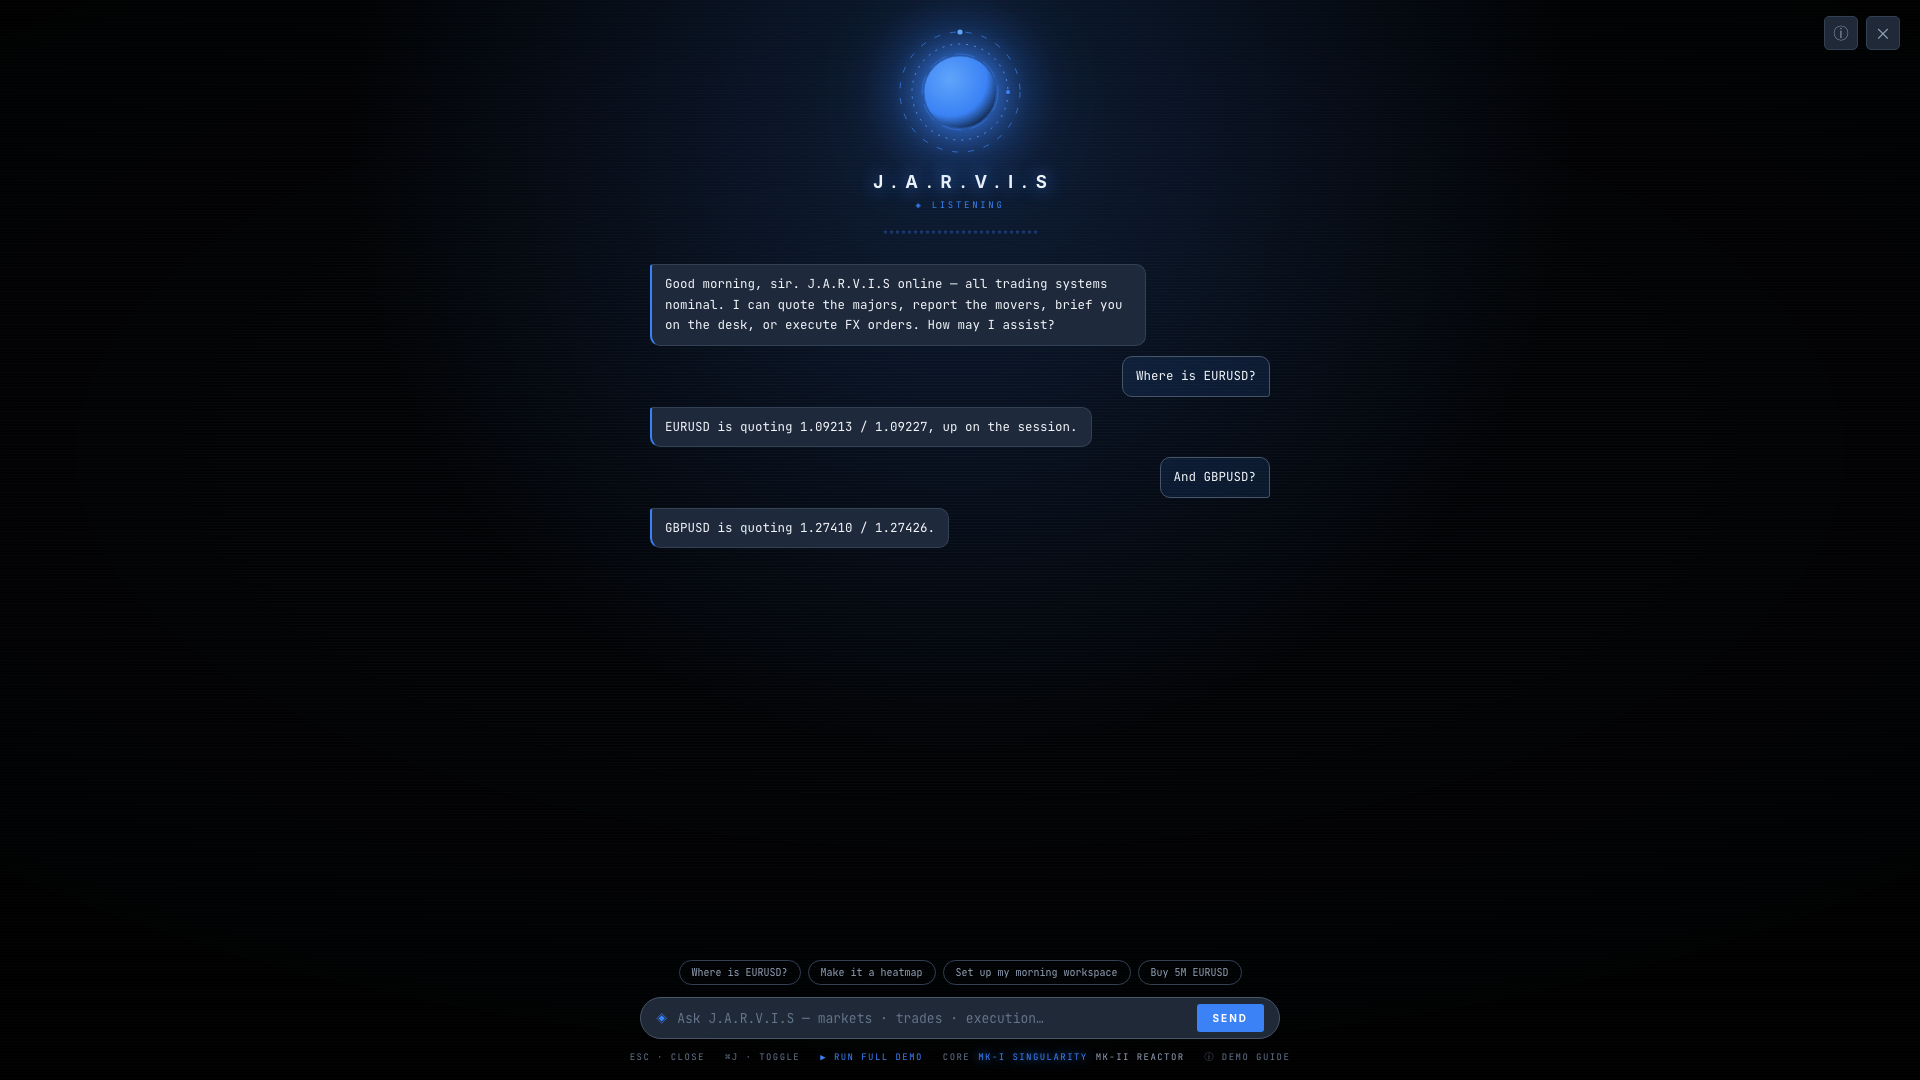 ⓘ ×
J.A.R.V.I.S
◈ LISTENING
Good morning, sir. J.A.R.V.I.S online — all trading systems
nominal. I can quote the majors, report the movers, brief you
on the desk, or execute FX orders. How may I assist?
Where is EURUSD?
EURUSD is quoting 1.09213 / 1.09227, up on the session.
And GBPUSD?
GBPUSD is quoting 1.27410 / 1.27426.
Where is EURUSD? Make it a heatmap Set up my morning workspace Buy 5M EURUSD
◈ Ask J.A.R.V.I.S — markets · trades · execution… SEND
ESC · CLOSE ⌘J · TOGGLE ▶ RUN FULL DEMO CORE MK-I SINGULARITY MK-II REACTOR ⓘ DEMO GUIDE